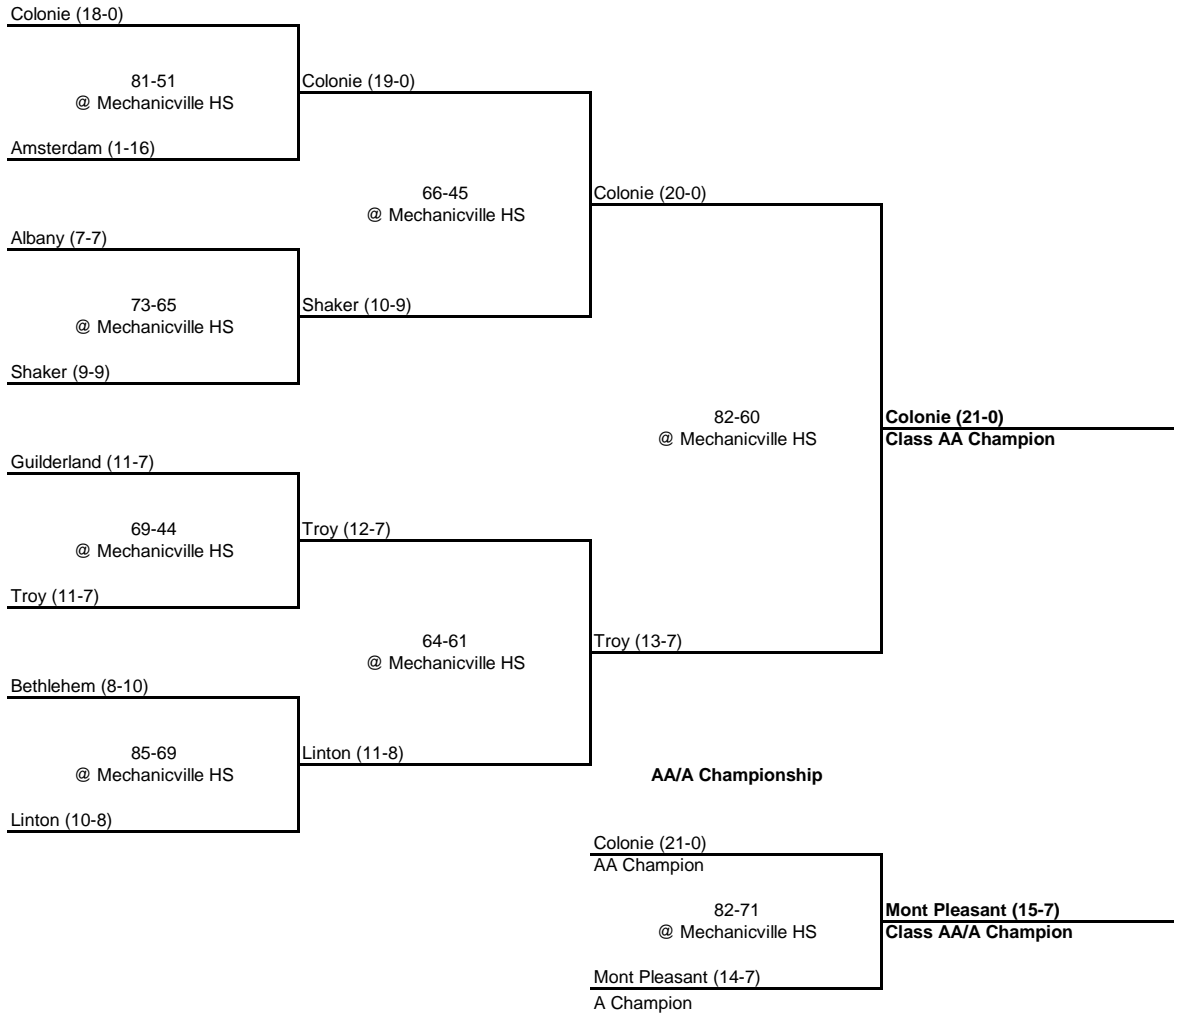 Colonie (18-0)
81-51
@ Mechanicville HS
Colonie (19-0)
Amsterdam (1-16)
66-45
@ Mechanicville HS
Colonie (20-0)
Albany (7-7)
73-65
@ Mechanicville HS
Shaker (10-9)
Shaker (9-9)
82-60
@ Mechanicville HS
Colonie (21-0)
Class AA Champion
Guilderland (11-7)
69-44
@ Mechanicville HS
Troy (12-7)
Troy (11-7)
64-61
@ Mechanicville HS
Troy (13-7)
Bethlehem (8-10)
85-69
@ Mechanicville HS
Linton (11-8)
Linton (10-8)
AA/A Championship
Colonie (21-0)
AA Champion
82-71
@ Mechanicville HS
Mont Pleasant (15-7)
Class AA/A Champion
Mont Pleasant (14-7)
A Champion